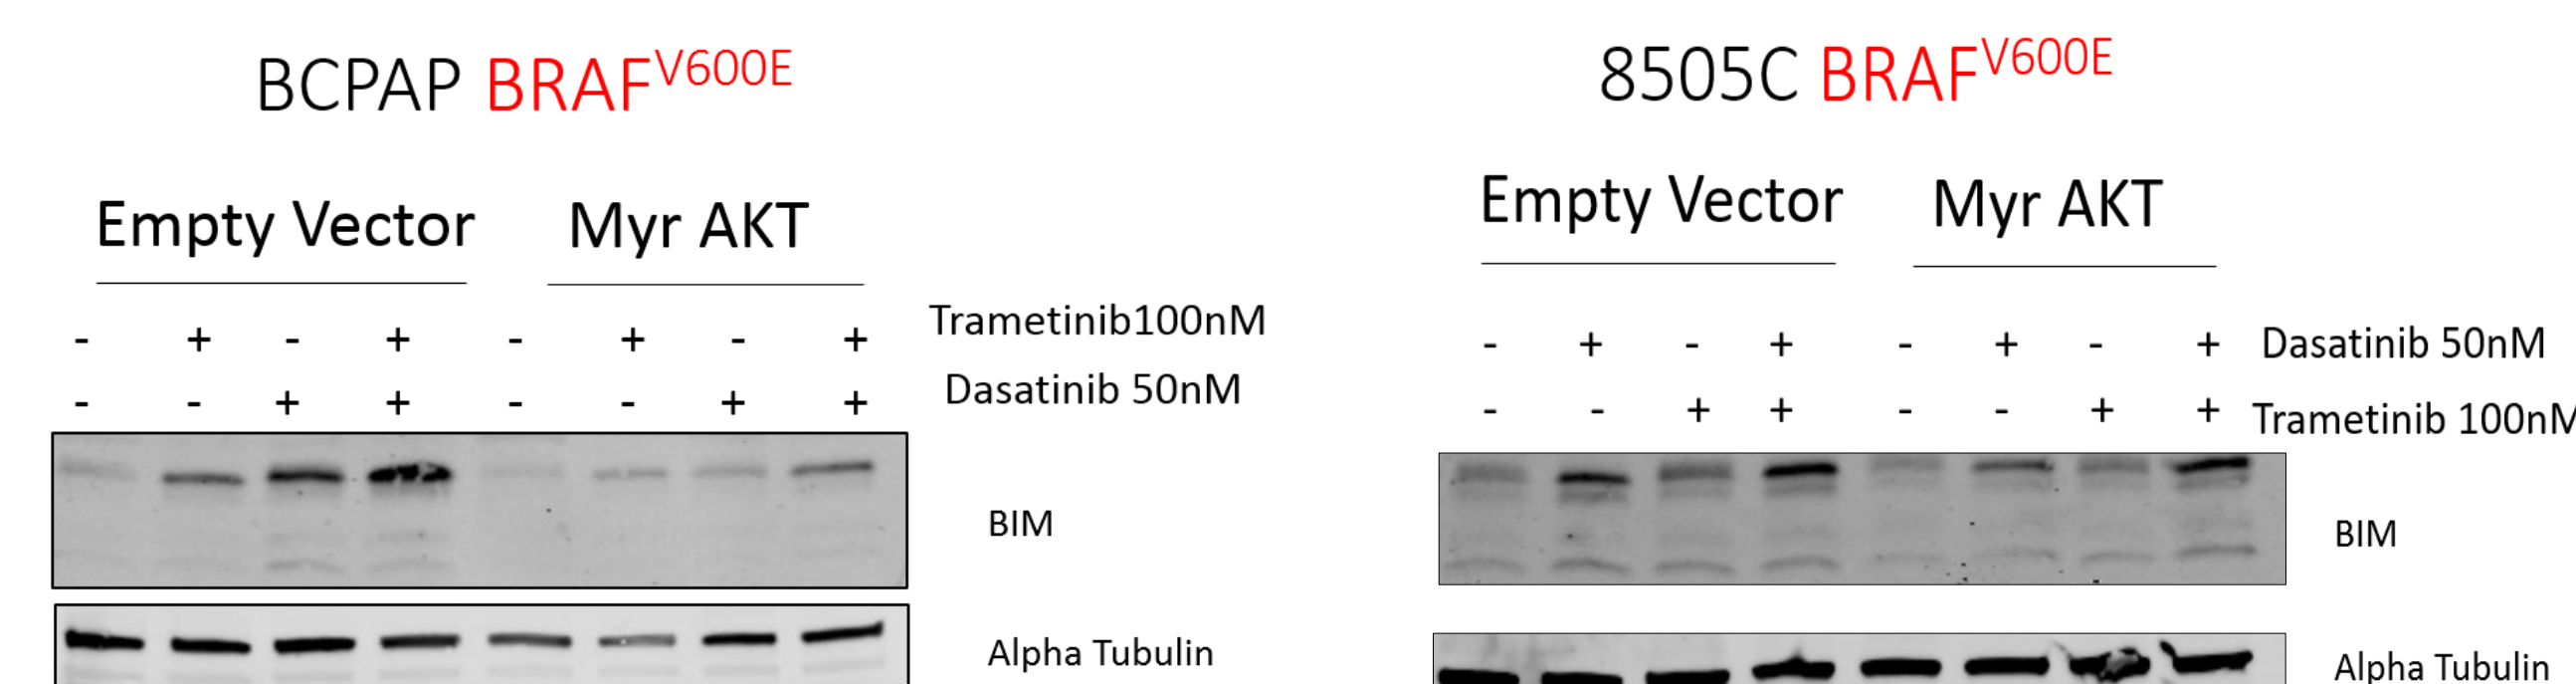 BCPAP BRAFV600E
Empty Vector Myr AKT
- + - + - + - + Trametinib100nM
- - + + - - + + Dasatinib 50nM
BIM
Alpha Tubulin
8505C BRAFV600E
Empty Vector Myr AKT
- + - + - + - + Dasatinib 50nM
- - + + - - + + Trametinib 100nM
BIM
Alpha Tubulin